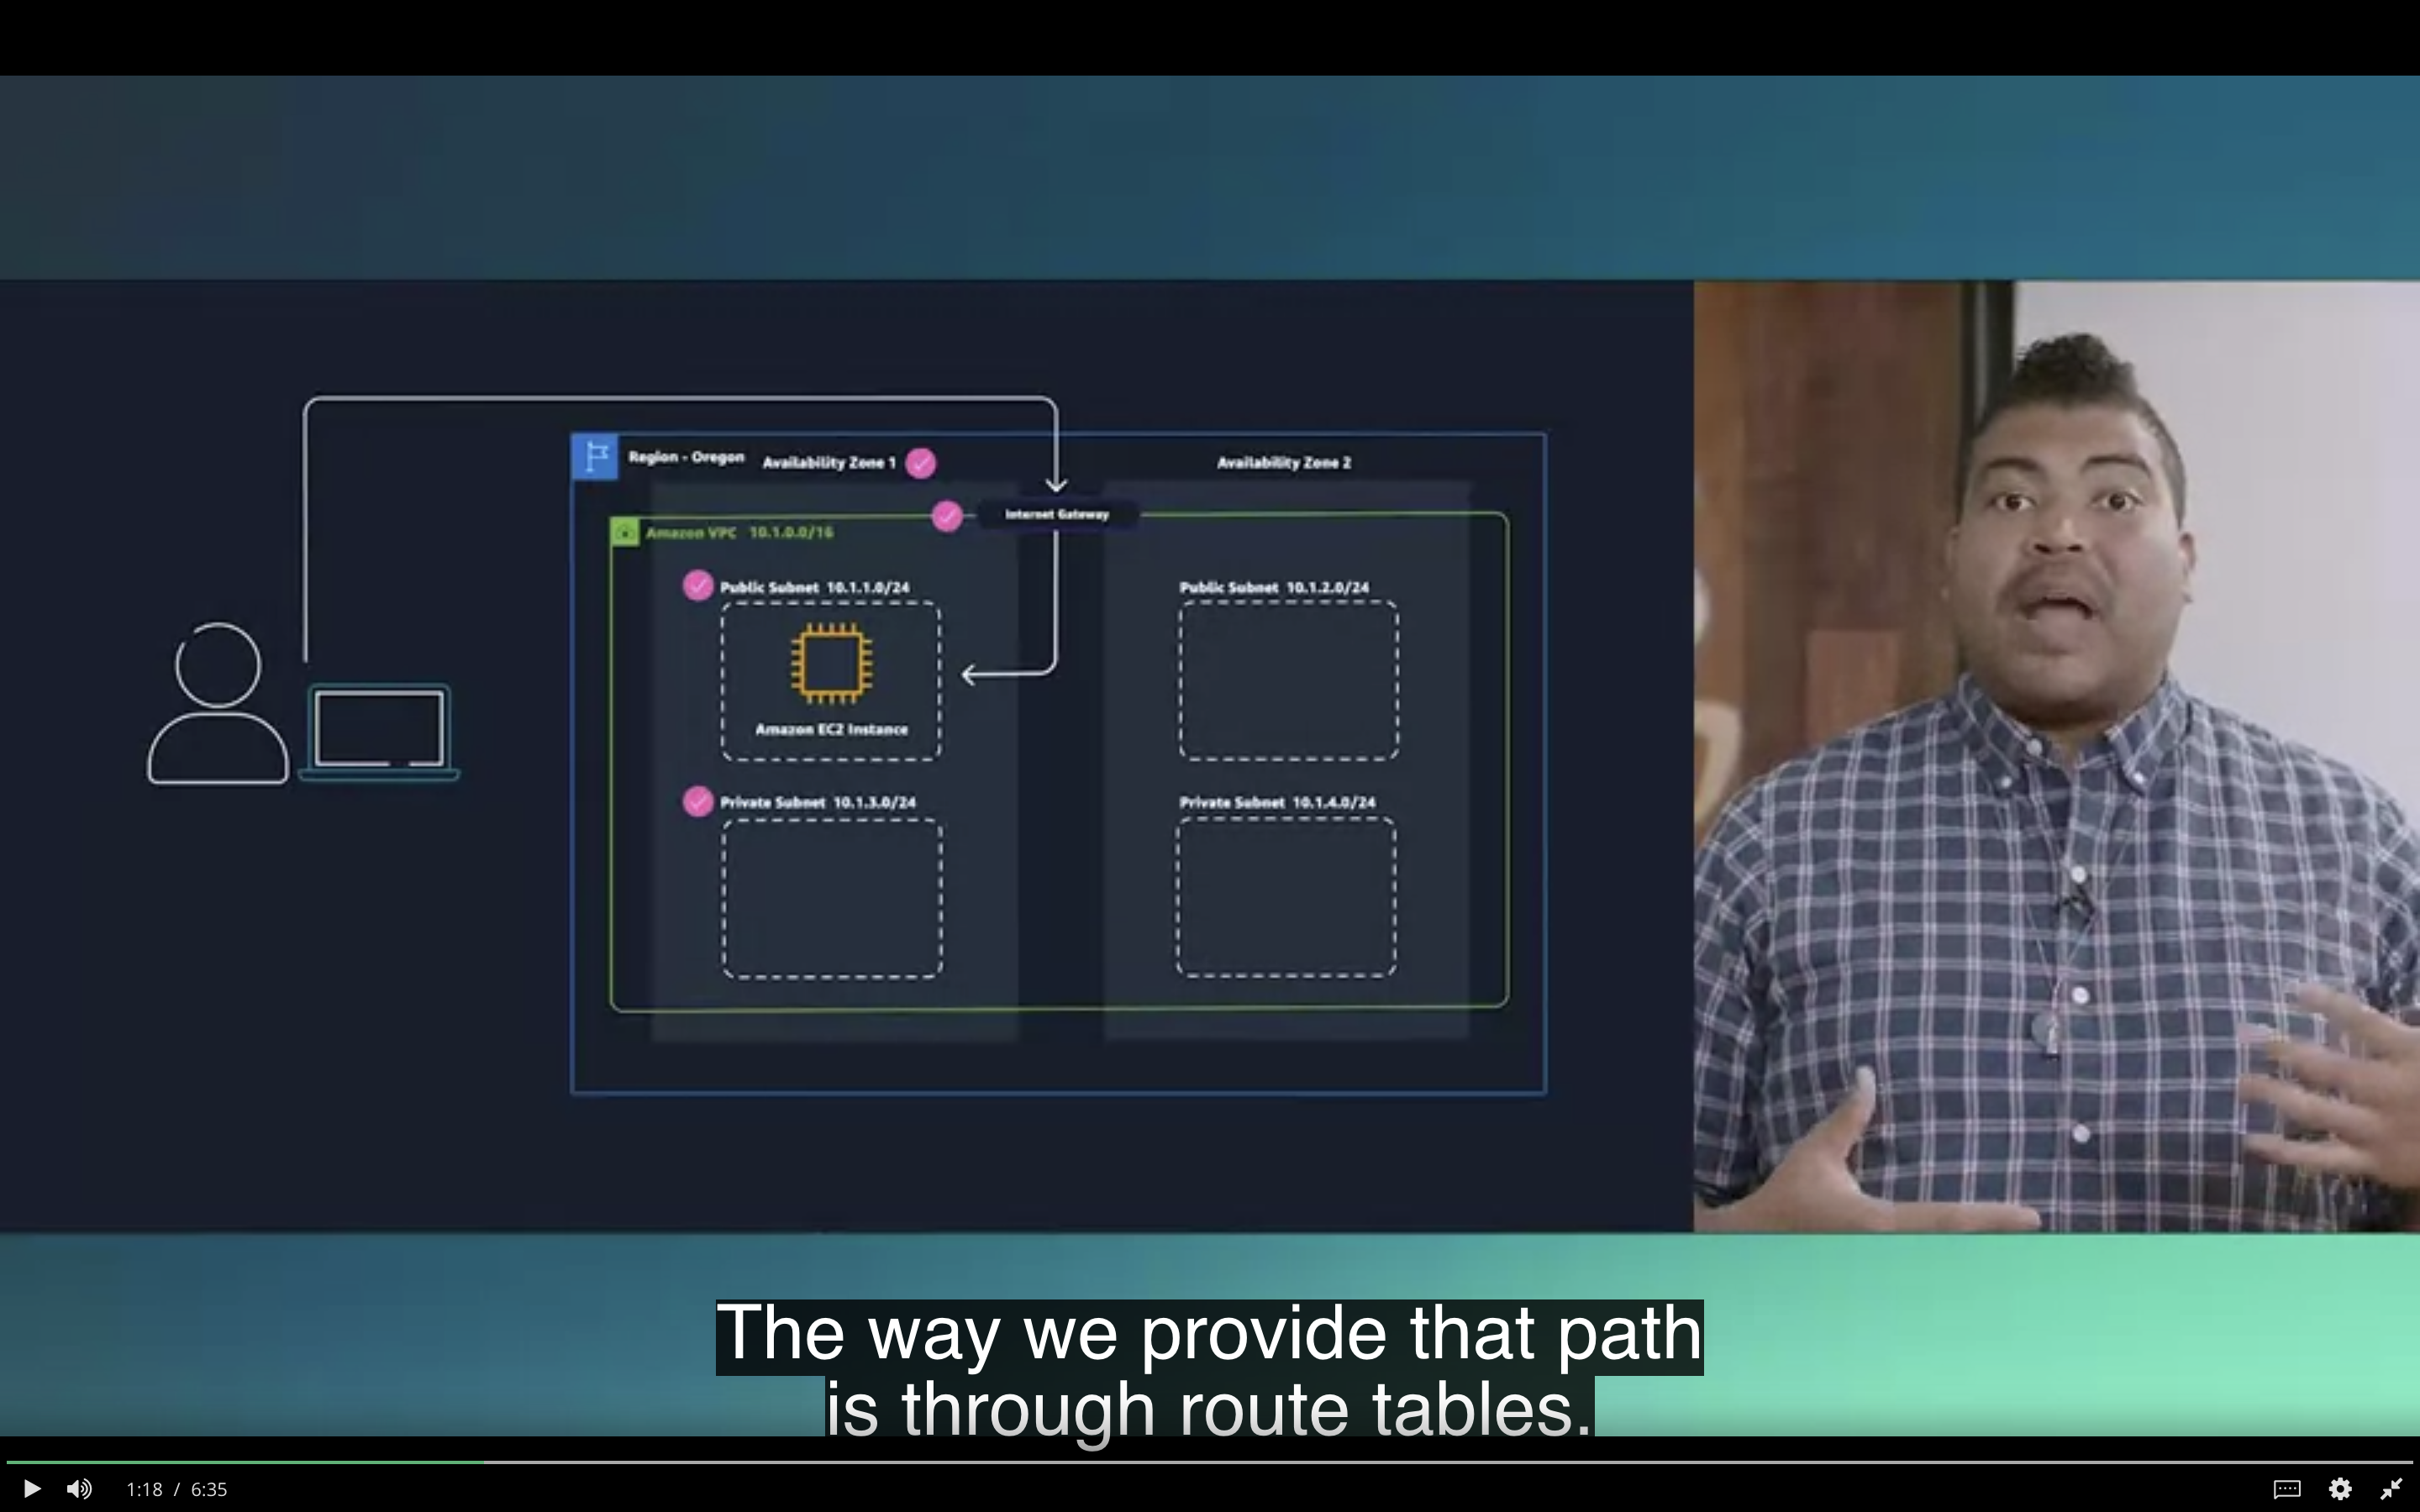 Region - Oregon
Availability Zone 1
Availability Zone 2
Internet Gateway
Amazon VPC 10.1.0.0/16
Public Subnet 10.1.1.0/24
Public Subnet 10.1.2.0/24
Amazon EC2 Instance
Private Subnet 10.1.3.0/24
Private Subnet 10.1.4.0/24
The way we provide that path
is through route tables.
1:18 / 6:35